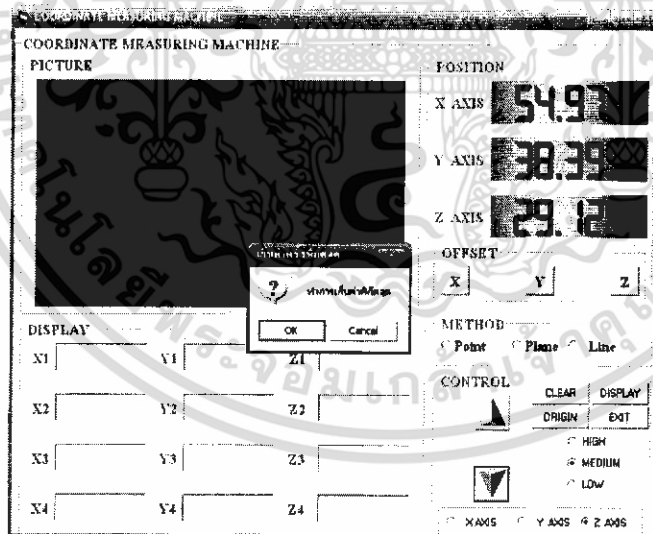 COORDINATE MEASURING MACHINE
COORDINATE MEASURING MACHINE
PICTURE
POSITION
X AXIS 54.97
Y AXIS 38.39
Z AXIS 29.12
OFFSET
X Y Z
?
OK Cancel
METHOD
Point Plane Line
DISPLAY
X1 Y1 Z1
X2 Y2 Z2
X3 Y3 Z3
X4 Y4 Z4
CONTROL
CLEAR DISPLAY
ORIGIN EXIT
HIGH
MEDIUM
LOW
X AXIS Y AXIS Z AXIS